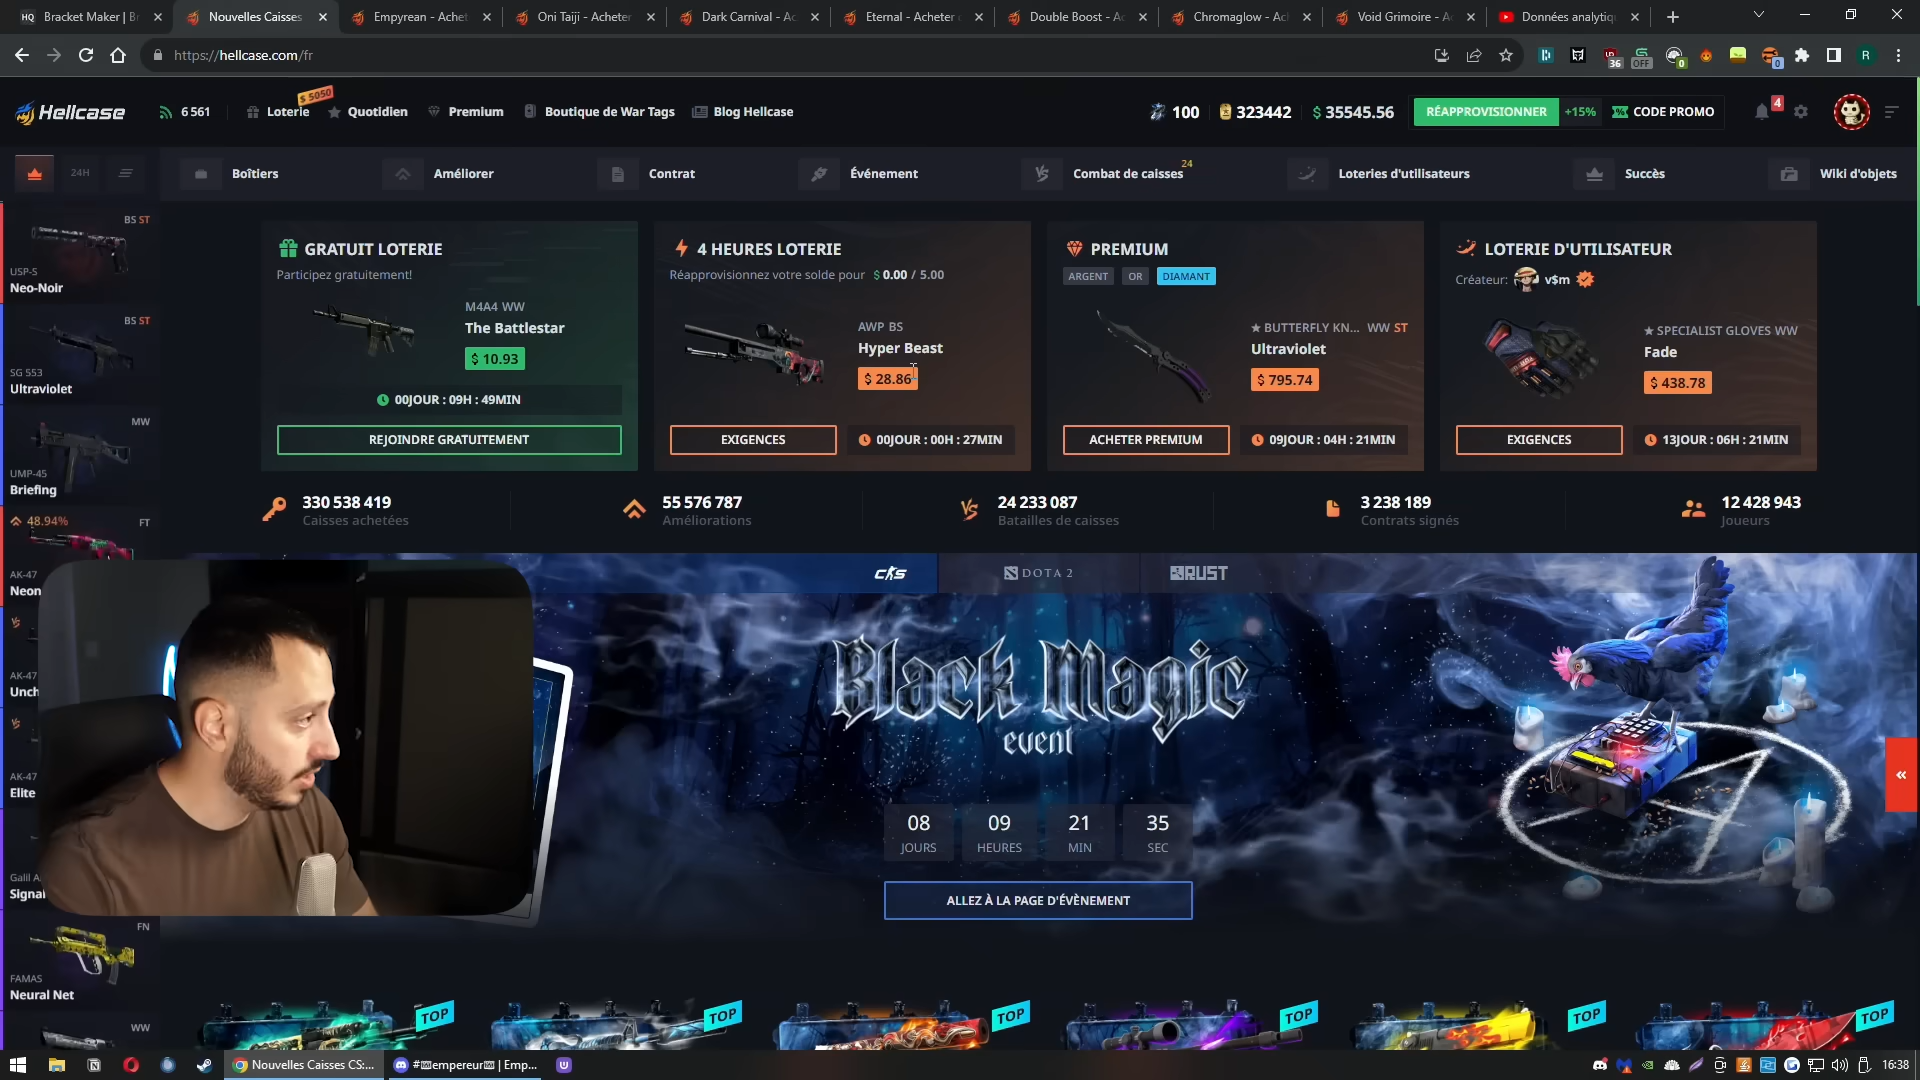 Bracket Maker | Br
Nouvelles Caisses
Empyrean - Achet
Oni Taiji - Acheter
Dark Carnival - Ac
Eternal - Acheter
Double Boost - Ac
Chromaglow - Ac
Void Grimoire - A
Données analytiq
https://hellcase.com/fr
36
OFF
0
0
R
Hellcase
6 561
Loterie
$ 5050
Quotidien
Premium
Boutique de War Tags
Blog Hellcase
100
323442
$ 35545.56
RÉAPPROVISIONNER
+15%
CODE PROMO
4
24H
Boîtiers
Améliorer
Contrat
Événement
Combat de caisses
24
Loteries d'utilisateurs
Succès
Wiki d'objets
BS ST
USP-S
Neo-Noir
BS ST
SG 553
Ultraviolet
MW
UMP-45
Briefing
48.94%
FT
AK-47
Neon
AK-47
Unch
AK-47
Elite
Galil A
Signa
FN
FAMAS
Neural Net
WW
GRATUIT LOTERIE
Participez gratuitement!
M4A4 WW
The Battlestar
$ 10.93
00JOUR : 09H : 49MIN
REJOINDRE GRATUITEMENT
4 HEURES LOTERIE
Réapprovisionnez votre solde pour $ 0.00 / 5.00
AWP BS
Hyper Beast
$ 28.86
EXIGENCES
00JOUR : 00H : 27MIN
PREMIUM
ARGENT
OR
DIAMANT
★ BUTTERFLY KN... WW ST
Ultraviolet
$ 795.74
ACHETER PREMIUM
09JOUR : 04H : 21MIN
LOTERIE D'UTILISATEUR
Créateur: v$m
★ SPECIALIST GLOVES WW
Fade
$ 438.78
EXIGENCES
13JOUR : 06H : 21MIN
330 538 419
Caisses achetées
55 576 787
Améliorations
24 233 087
Batailles de caisses
3 238 189
Contrats signés
12 428 943
Joueurs
DOTA 2
RUST
Black Magic
event
08
JOURS
09
HEURES
21
MIN
35
SEC
ALLEZ À LA PAGE D'ÉVÈNEMENT
TOP
TOP
TOP
TOP
TOP
TOP
Nouvelles Caisses CS:...
empereur
| Emp...
16:38